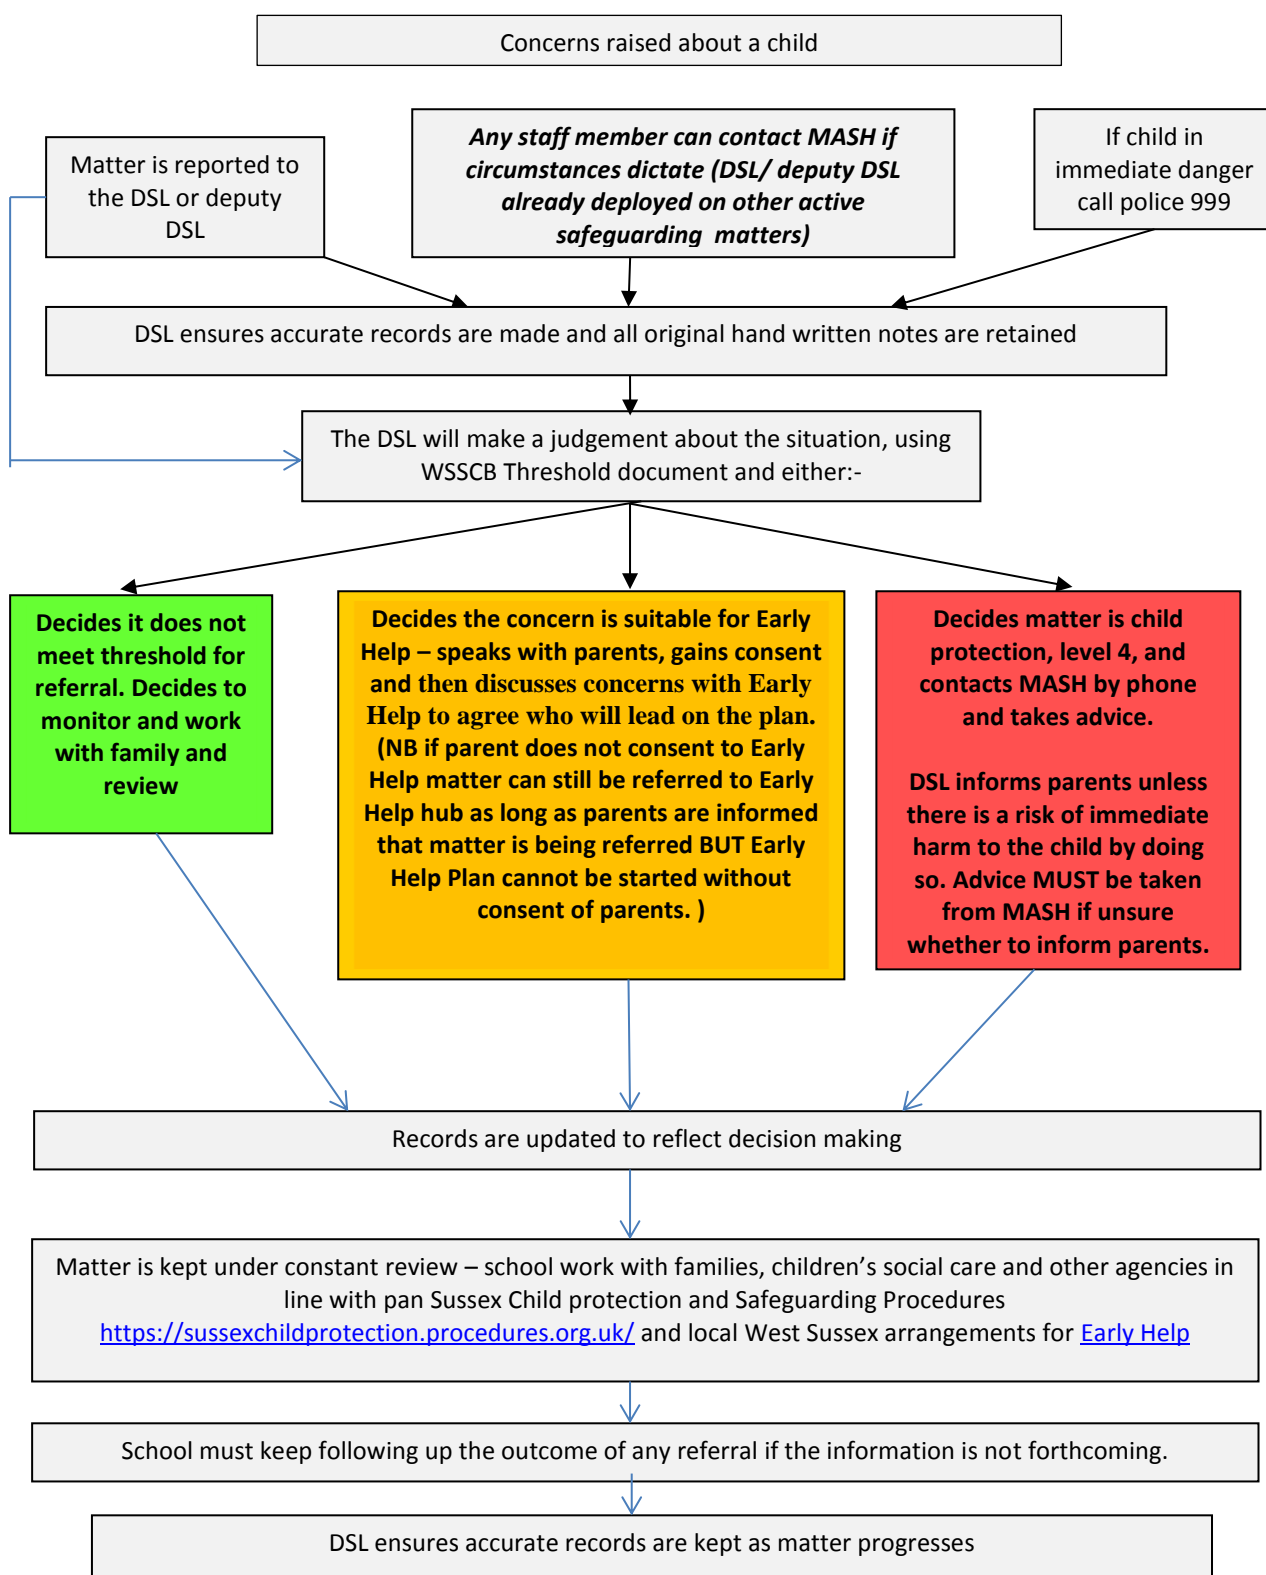 Concerns raised about a child
Matter is reported to
the DSL or deputy
DSL
Any staff member can contact MASH if
circumstances dictate (DSL/ deputy DSL
already deployed on other active
safeguarding matters)
If child in
immediate danger
call police 999
DSL ensures accurate records are made and all original hand written notes are retained
The DSL will make a judgement about the situation, using
WSSCB Threshold document and either:-
Decides it does not
meet threshold for
referral. Decides to
monitor and work
with family and
review
Decides the concern is suitable for Early
Help – speaks with parents, gains consent
and then discusses concerns with Early
Help to agree who will lead on the plan.
(NB if parent does not consent to Early
Help matter can still be referred to Early
Help hub as long as parents are informed
that matter is being referred BUT Early
Help Plan cannot be started without
consent of parents. )
Decides matter is child
protection, level 4, and
contacts MASH by phone
and takes advice.
DSL informs parents unless
there is a risk of immediate
harm to the child by doing
so. Advice MUST be taken
from MASH if unsure
whether to inform parents.
Records are updated to reflect decision making
Matter is kept under constant review – school work with families, children's social care and other agencies in
line with pan Sussex Child protection and Safeguarding Procedures
https://sussexchildprotection.procedures.org.uk/ and local West Sussex arrangements for Early Help
School must keep following up the outcome of any referral if the information is not forthcoming.
DSL ensures accurate records are kept as matter progresses